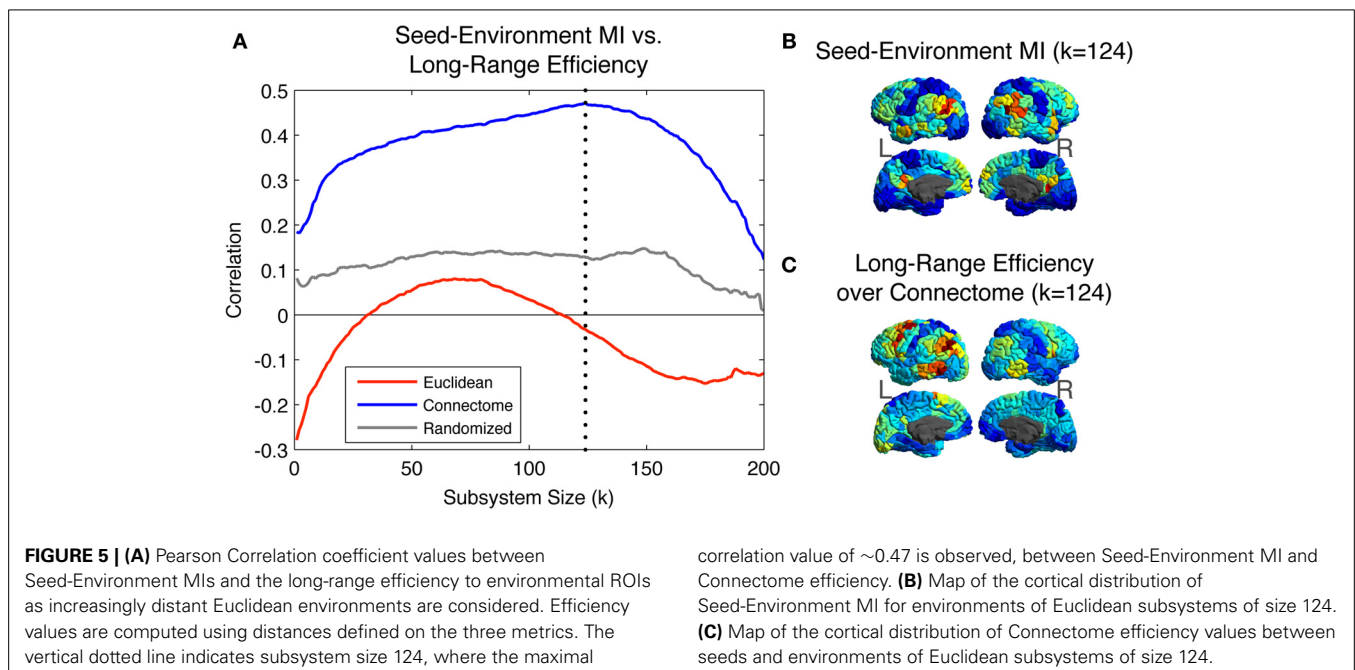 A
Seed-Environment MI vs.
Long-Range Efficiency
0.5
0.4
0.3
0.2
0.1
0
-0.1
-0.2
-0.3
Correlation
Euclidean
Connectome
Randomized
0
50
100
150
200
Subsystem Size (k)
B
Seed-Environment MI (k=124)
L
R
C
Long-Range Efficiency
over Connectome (k=124)
L
R
FIGURE 5 | (A) Pearson Correlation coefficient values between
Seed-Environment MIs and the long-range efficiency to environmental ROIs
as increasingly distant Euclidean environments are considered. Efficiency
values are computed using distances defined on the three metrics. The
vertical dotted line indicates subsystem size 124, where the maximal
correlation value of ∼0.47 is observed, between Seed-Environment MI and
Connectome efficiency. (B) Map of the cortical distribution of
Seed-Environment MI for environments of Euclidean subsystems of size 124.
(C) Map of the cortical distribution of Connectome efficiency values between
seeds and environments of Euclidean subsystems of size 124.